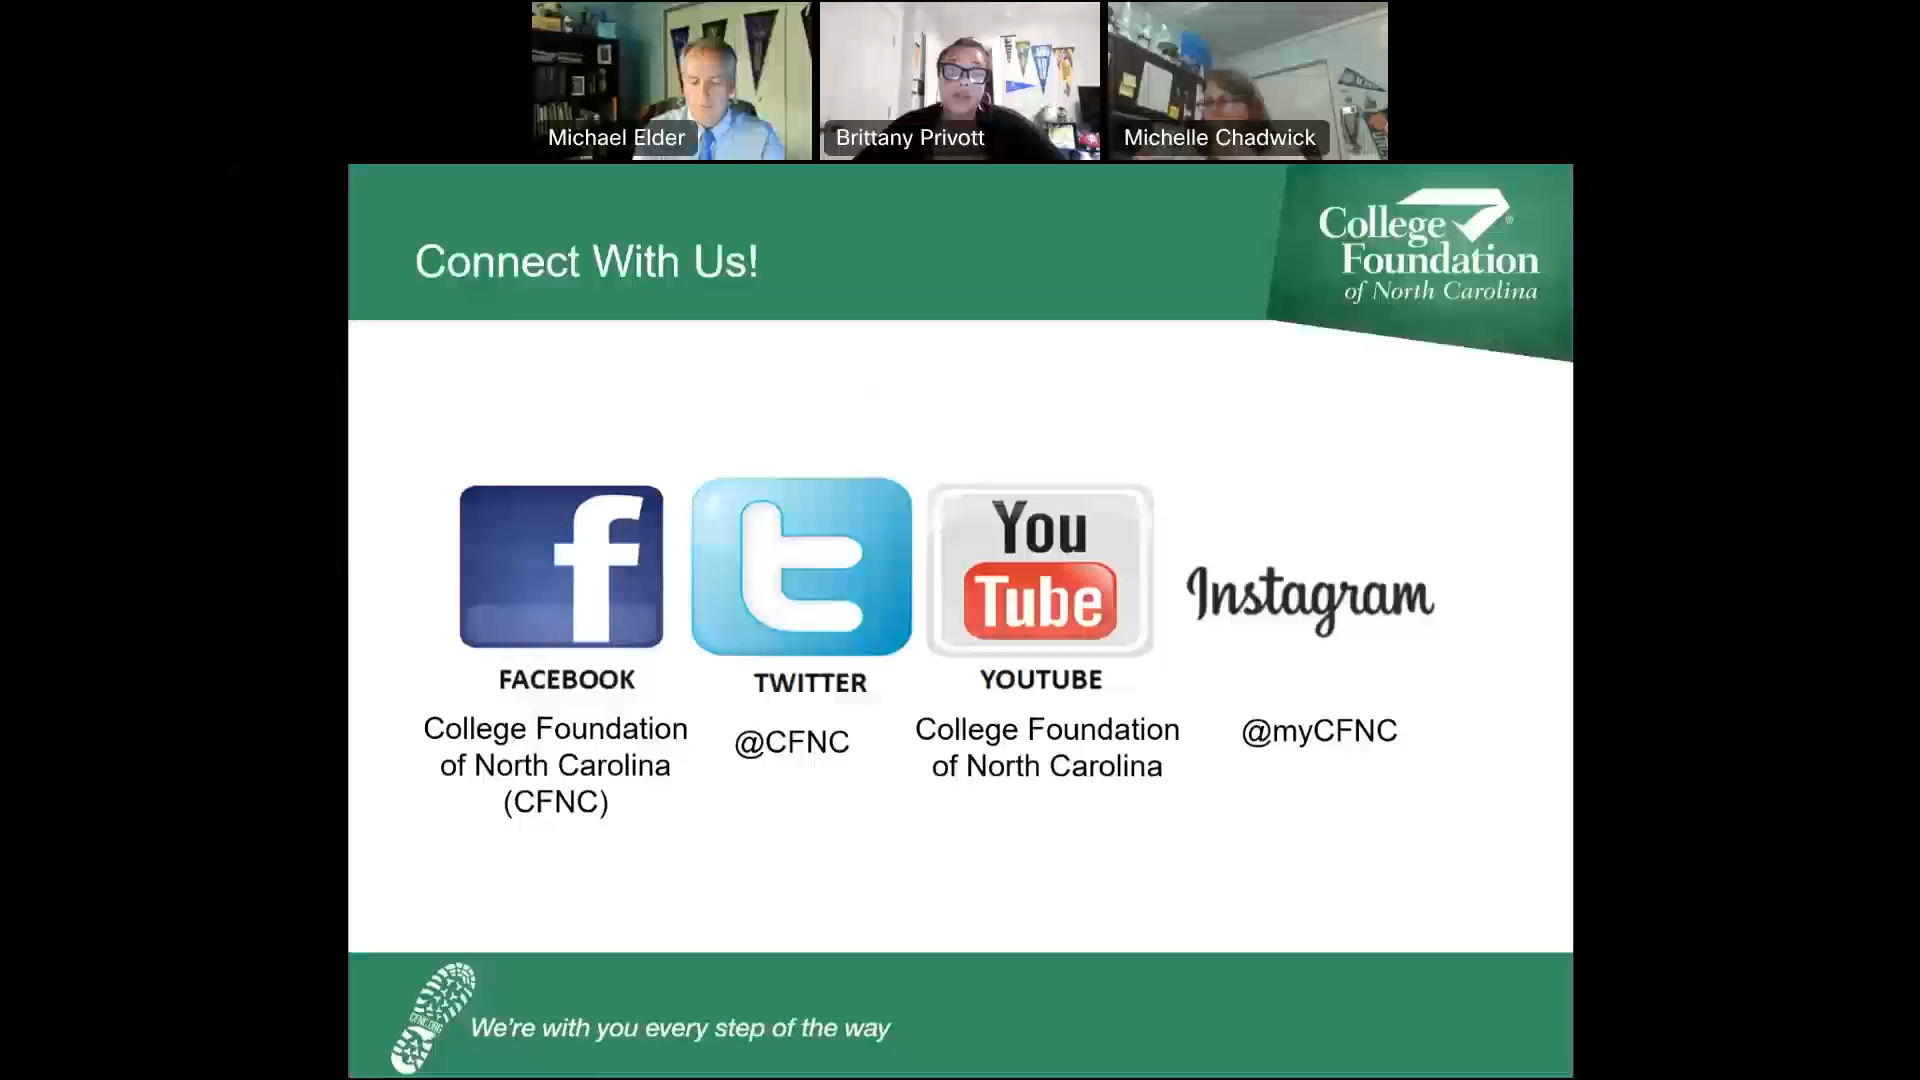 Michael Elder
Brittany Privott
Michelle Chadwick
Connect With Us!
College
Foundation
of North Carolina
f
t
You
Tube
Instagram
FACEBOOK
TWITTER
YOUTUBE
College Foundation
of North Carolina
(CFNC)
@CFNC
College Foundation
of North Carolina
@myCFNC
CFNC.ORG
We're with you every step of the way